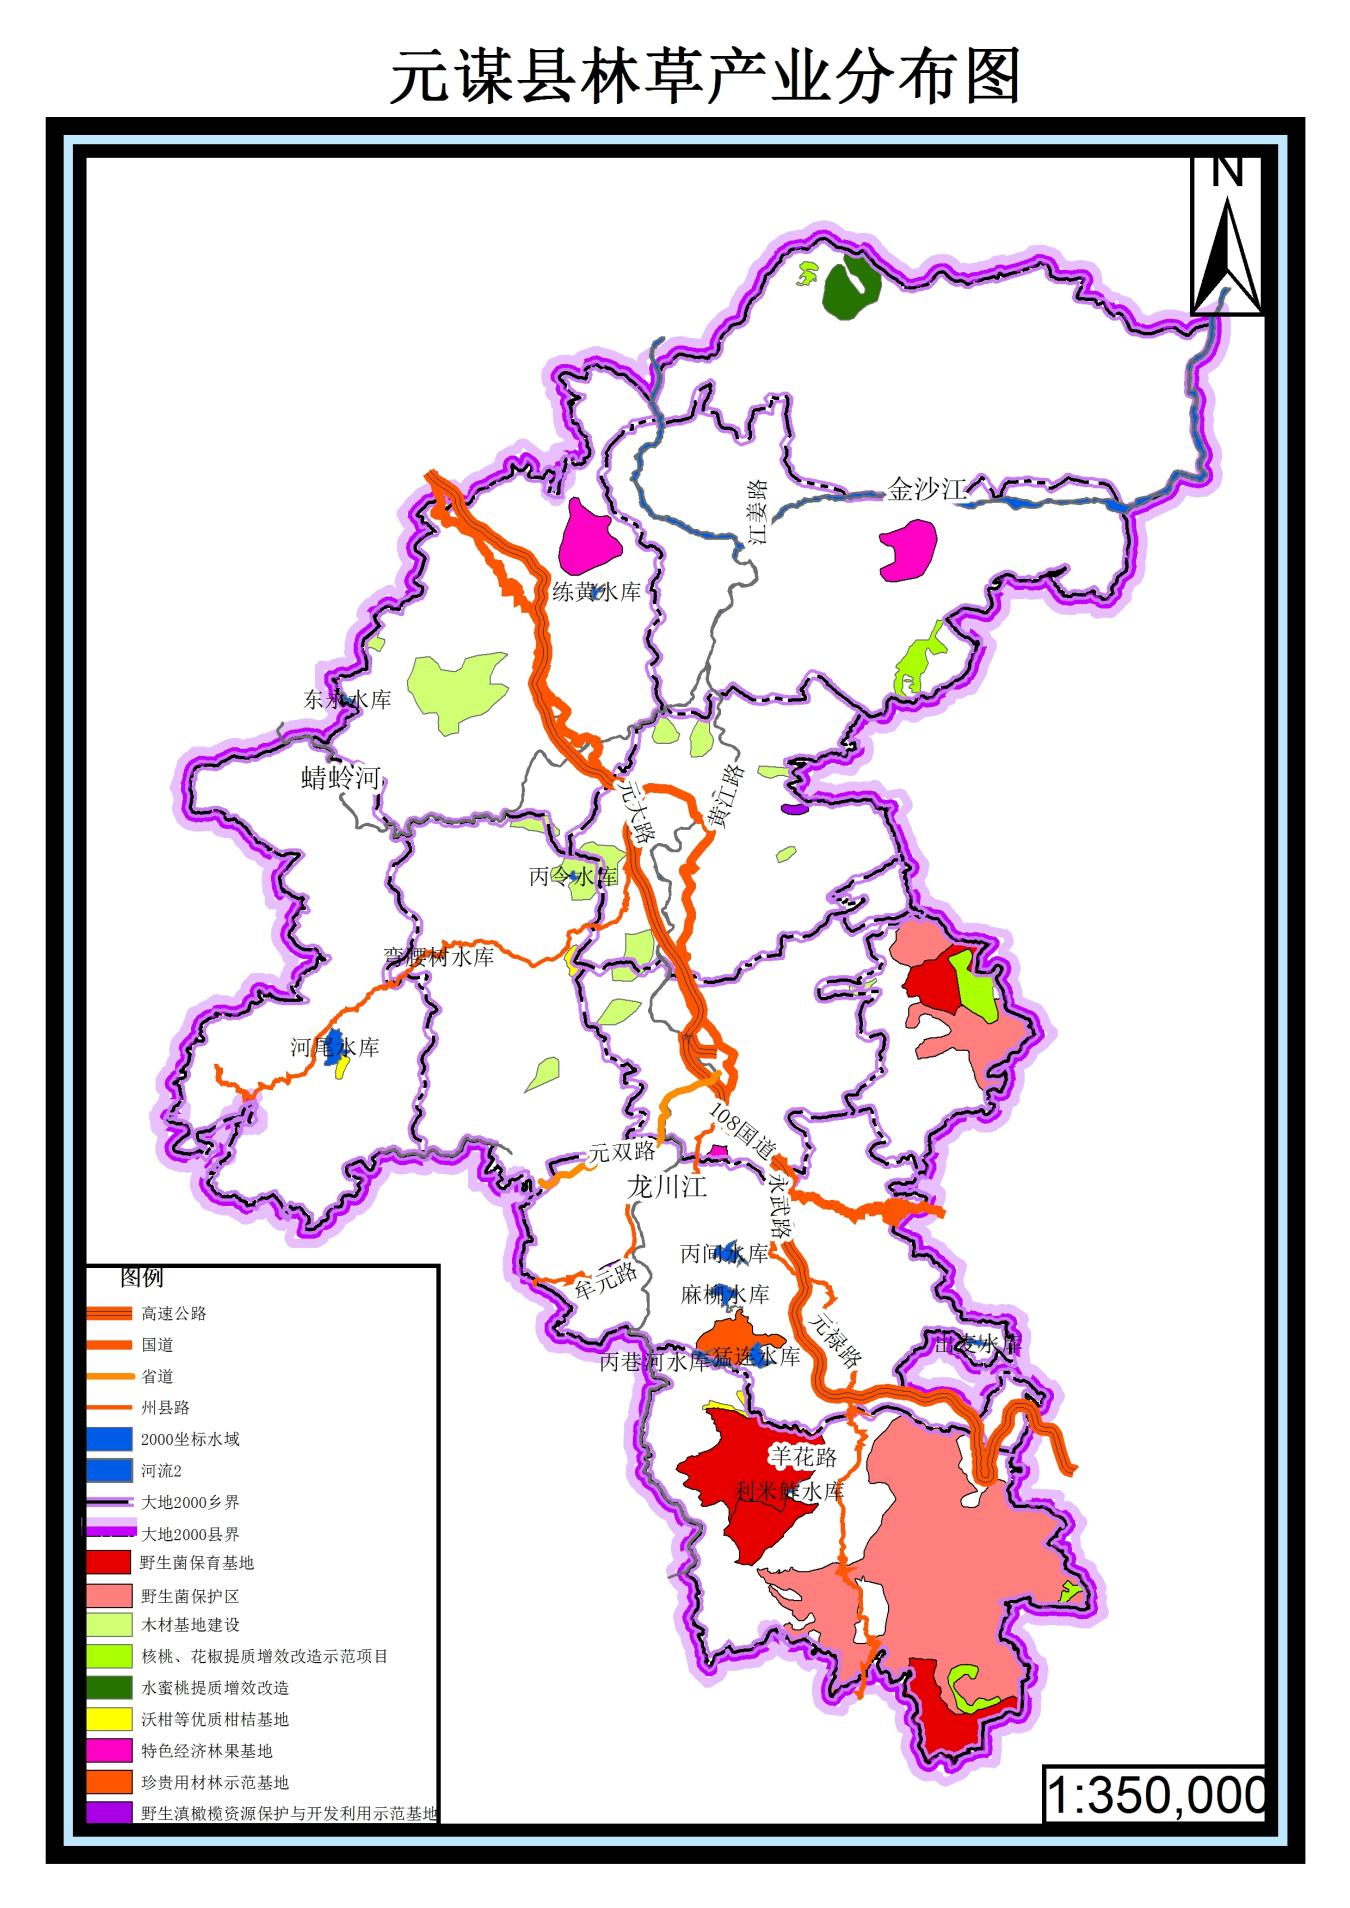 元谋县林草产业分布图
N
金沙江
江姜路
练黄水库
东永水库
蜻蛉河
元大路
黄江路
丙令水库
弯腰树水库
河尾水库
108国道
元双路
龙川江
永武路
丙间水库
麻柳水库
牟元路
元禄路
丙巷河水库
猛连水库
羊花路
利米鲊水库
图例
高速公路
国道
省道
州县路
2000坐标水域
河流2
大地2000乡界
大地2000县界
野生菌保育基地
野生菌保护区
木材基地建设
核桃、花椒提质增效改造示范项目
水蜜桃提质增效改造
沃柑等优质柑桔基地
特色经济林果基地
珍贵用材林示范基地
野生滇橄榄资源保护与开发利用示范基地
1:350,000